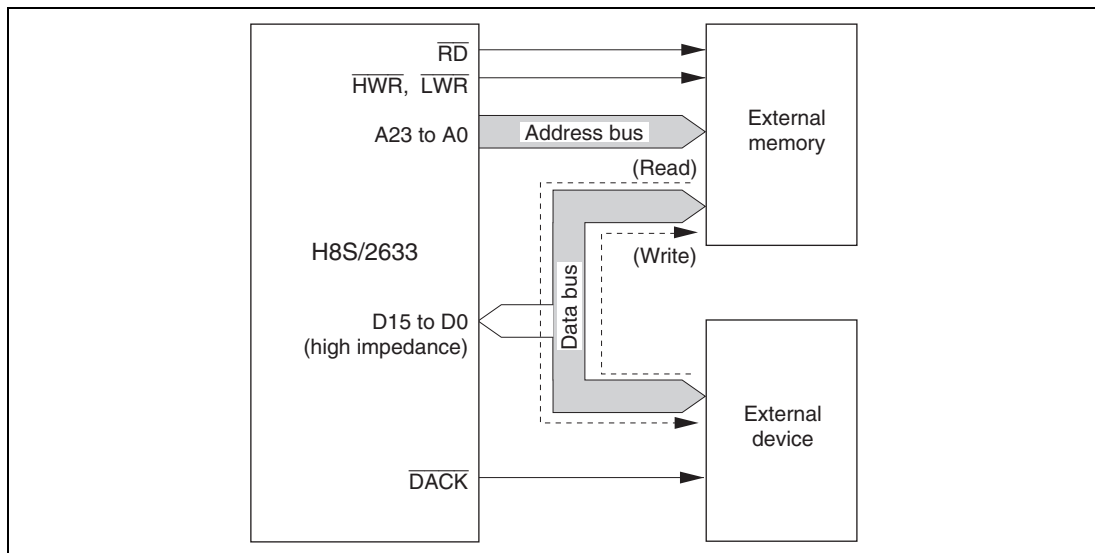 RD
HWR, LWR
A23 to A0
Address bus
External
memory
(Read)
H8S/2633
(Write)
Data bus
D15 to D0
(high impedance)
External
device
DACK